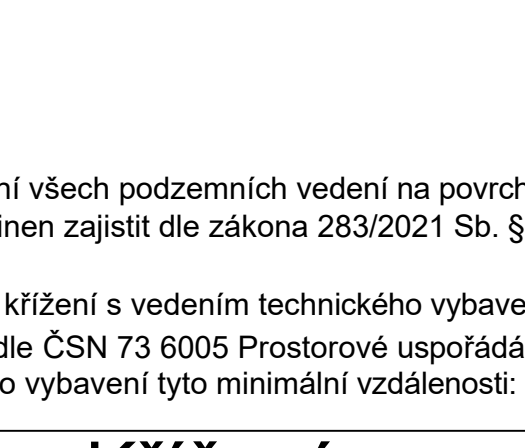 ní všech podzemních vedení na povrch
inen zajistit dle zákona 283/2021 Sb. §
křížení s vedením technického vybave
dle ČSN 73 6005 Prostorové uspořádá
o vybavení tyto minimální vzdálenosti: